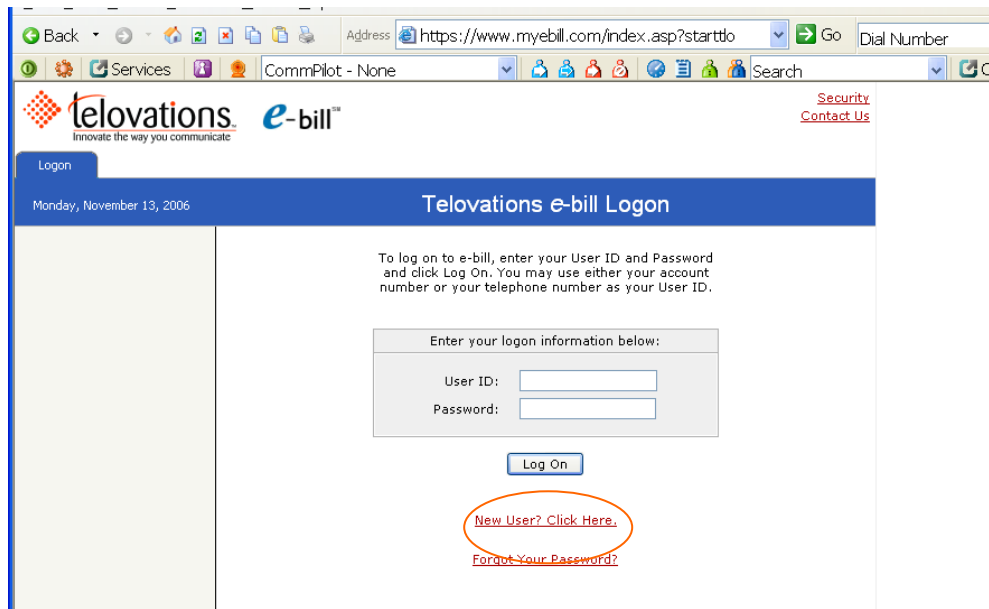 Back Address https://www.myebill.com/index.asp?starttlo Go Dial Number
Services CommPilot - None Search
telovations e-bill℠ Security
Innovate the way you communicate Contact Us
Logon
Monday, November 13, 2006 Telovations e-bill Logon
To log on to e-bill, enter your User ID and Password
and click Log On. You may use either your account
number or your telephone number as your User ID.
Enter your logon information below:
User ID:
Password:
Log On
New User? Click Here.
Forgot Your Password?